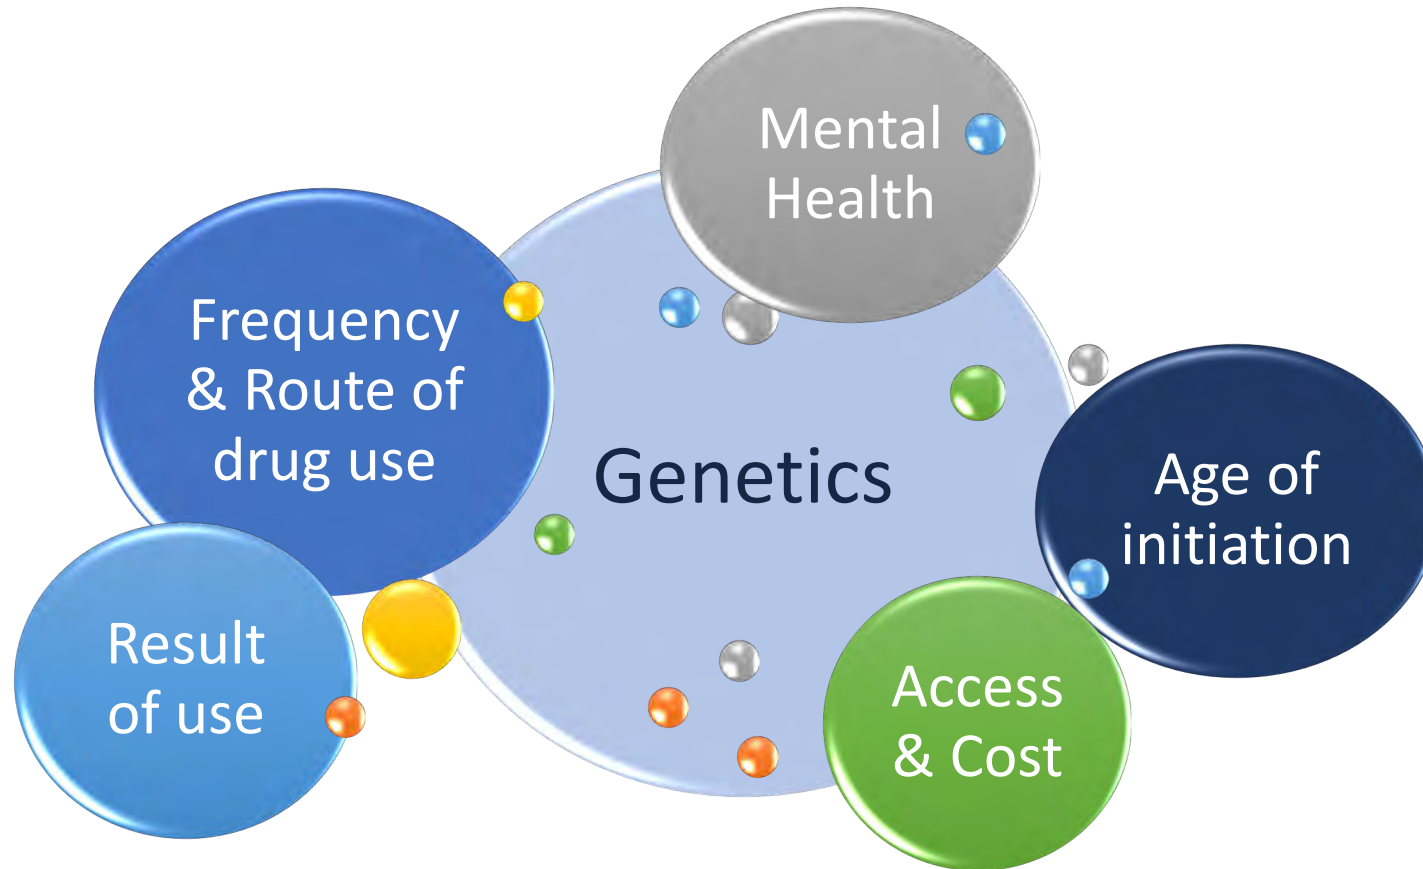 Mental
Health
Frequency
& Route of
drug use
Genetics
Age of
initiation
Result
of use
Access
& Cost